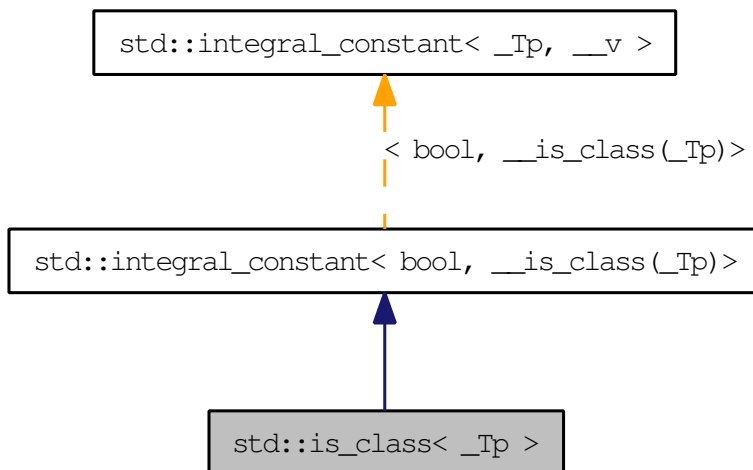 std::integral_constant< _Tp, __v >
< bool, __is_class(_Tp)>
std::integral_constant< bool, __is_class(_Tp)>
std::is_class< _Tp >